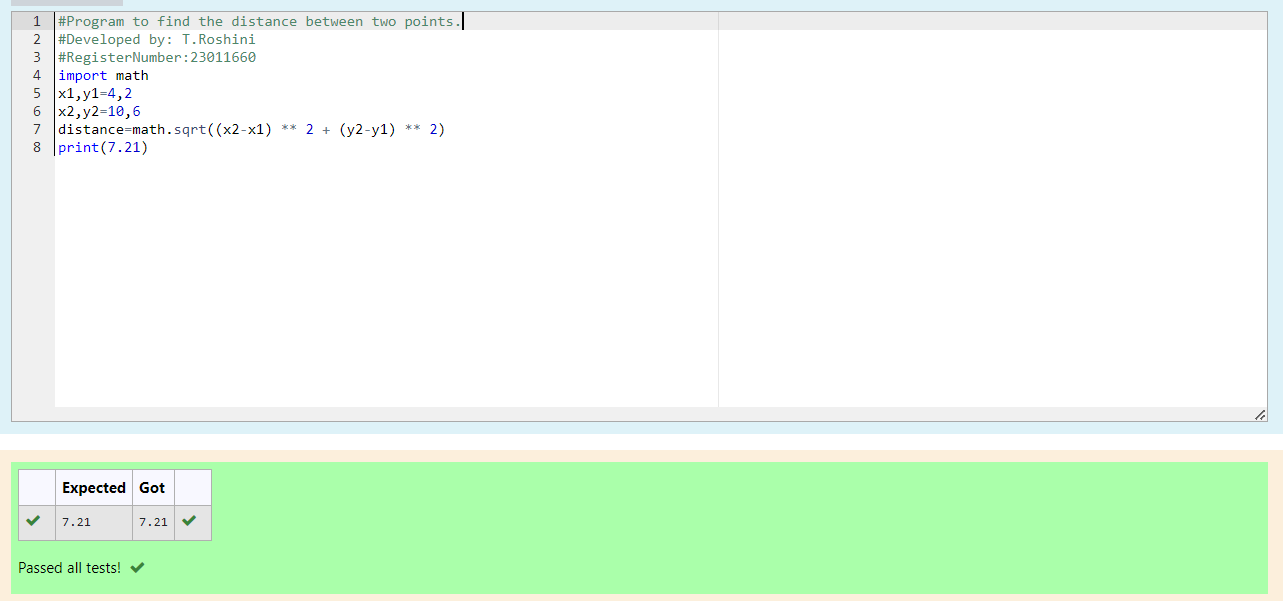 1 #Program to find the distance between two points.
2 #Developed by: T.Roshini
3 #RegisterNumber:23011660
4 import math
5 x1,y1=4,2
6 x2,y2=10,6
7 distance=math.sqrt((x2-x1) ** 2 + (y2-y1) ** 2)
8 print(7.21)
Expected Got
7.21 7.21
Passed all tests!